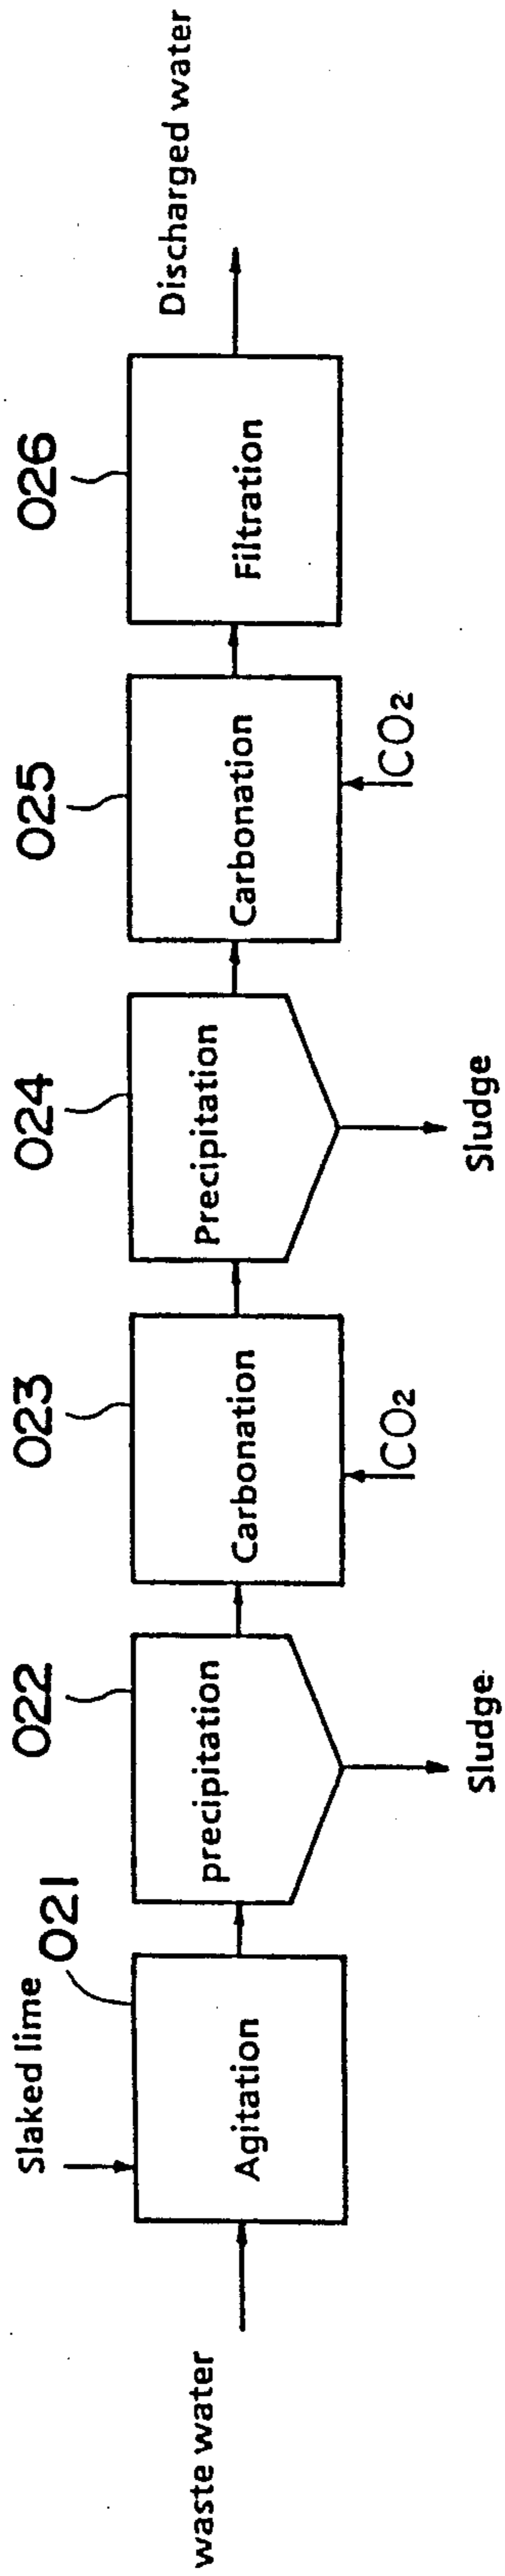 waste water
Slaked lime
021
Agitation
022
precipitation
Sludge
023
Carbonation
CO2
024
Precipitation
Sludge
025
Carbonation
CO2
026
Filtration
Discharged water